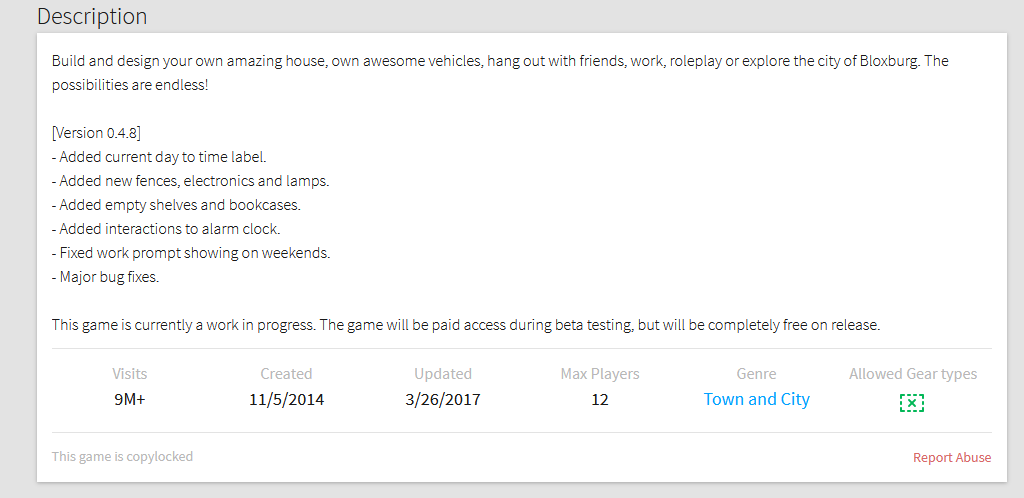 Description
Build and design your own amazing house, own awesome vehicles, hang out with friends, work, roleplay or explore the city of Bloxburg. The
possibilities are endless!
[Version 0.4.8]
- Added current day to time label.
- Added new fences, electronics and lamps.
- Added empty shelves and bookcases.
- Added interactions to alarm clock.
- Fixed work prompt showing on weekends.
- Major bug fixes.
This game is currently a work in progress. The game will be paid access during beta testing, but will be completely free on release.
Visits Created Updated Max Players Genre Allowed Gear types
9M+ 11/5/2014 3/26/2017 12 Town and City
This game is copylocked Report Abuse